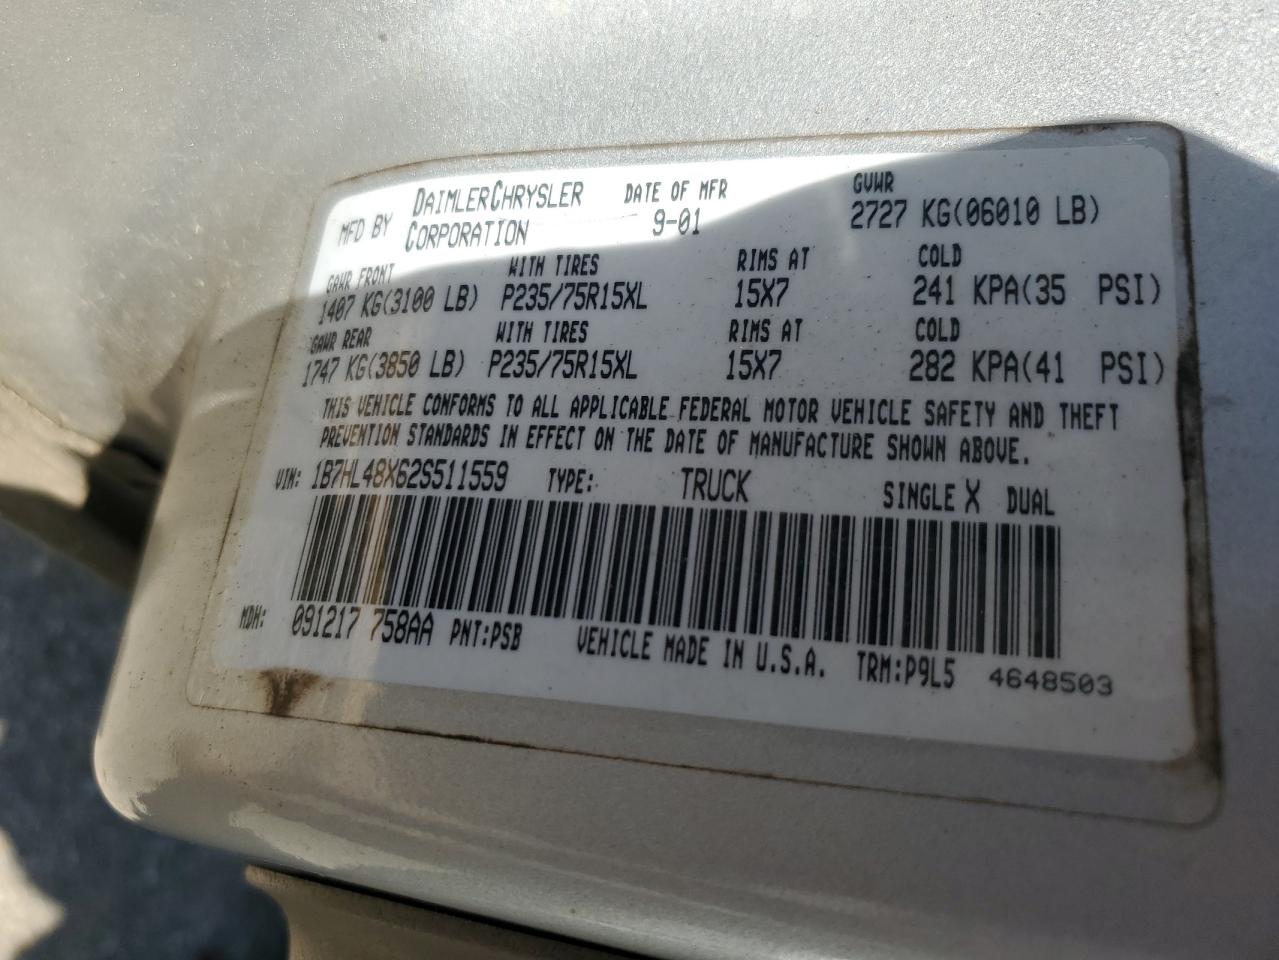 MFD BY DAIMLERCHRYSLER CORPORATION DATE OF MFR 9-01 GVWR 2727 KG(06010 LB)
GAWR FRONT WITH TIRES RIMS AT COLD
1407 KG(3100 LB) P235/75R15XL 15X7 241 KPA(35 PSI)
GAWR REAR WITH TIRES RIMS AT COLD
1747 KG(3850 LB) P235/75R15XL 15X7 282 KPA(41 PSI)
THIS VEHICLE CONFORMS TO ALL APPLICABLE FEDERAL MOTOR VEHICLE SAFETY AND THEFT
PREVENTION STANDARDS IN EFFECT ON THE DATE OF MANUFACTURE SHOWN ABOVE.
VIN: 1B7HL48X62S511559 TYPE: TRUCK SINGLE X DUAL
MDH: 091217 758AA PNT:PSB VEHICLE MADE IN U.S.A. TRM:P9L5 4648503